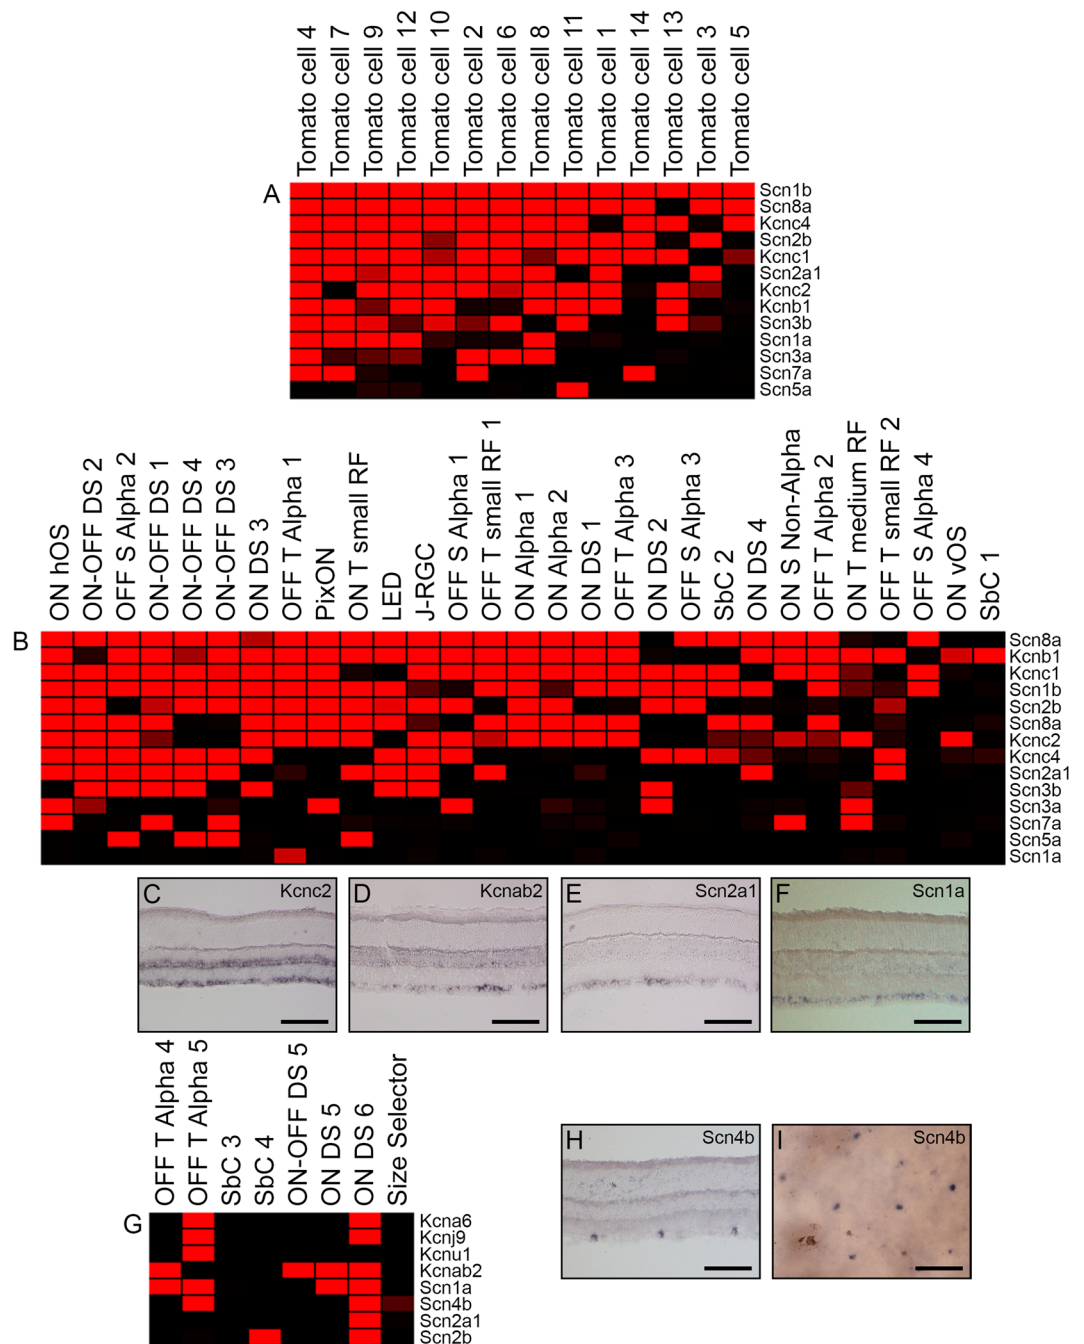 Tomato cell 4
Tomato cell 7
Tomato cell 9
Tomato cell 12
Tomato cell 10
Tomato cell 2
Tomato cell 6
Tomato cell 8
Tomato cell 11
Tomato cell 1
Tomato cell 14
Tomato cell 13
Tomato cell 3
Tomato cell 5
A
Scn1b
Scn8a
Kcnc4
Scn2b
Kcnc1
Scn2a1
Kcnc2
Kcnb1
Scn3b
Scn1a
Scn3a
Scn7a
Scn5a
ON hOS
ON-OFF DS 2
OFF S Alpha 2
ON-OFF DS 1
ON-OFF DS 4
ON-OFF DS 3
ON DS 3
OFF T Alpha 1
PixON
ON T small RF
LED
J-RGC
OFF S Alpha 1
OFF T small RF 1
ON Alpha 1
ON Alpha 2
ON DS 1
OFF T Alpha 3
ON DS 2
OFF S Alpha 3
SbC 2
ON DS 4
ON S Non-Alpha
OFF T Alpha 2
ON T medium RF
OFF T small RF 2
OFF S Alpha 4
ON vOS
SbC 1
B
Scn8a
Kcnb1
Kcnc1
Scn1b
Scn2b
Scn8a
Kcnc2
Kcnc4
Scn2a1
Scn3b
Scn3a
Scn7a
Scn5a
Scn1a
C Kcnc2
D Kcnab2
E Scn2a1
F Scn1a
OFF T Alpha 4
OFF T Alpha 5
SbC 3
SbC 4
ON-OFF DS 5
ON DS 5
ON DS 6
Size Selector
G
Kcna6
Kcnj9
Kcnu1
Kcnab2
Scn1a
Scn4b
Scn2a1
Scn2b
H Scn4b
I Scn4b